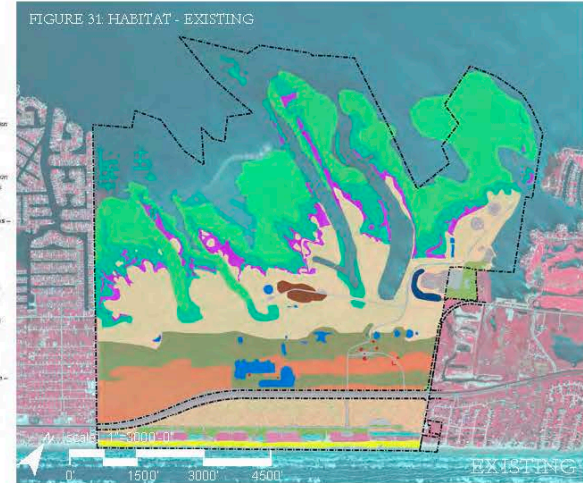 FIGURE 31: HABITAT - EXISTING
scale: 1"=3000'-0"
0' 1500' 3000' 4500'
EXISTING